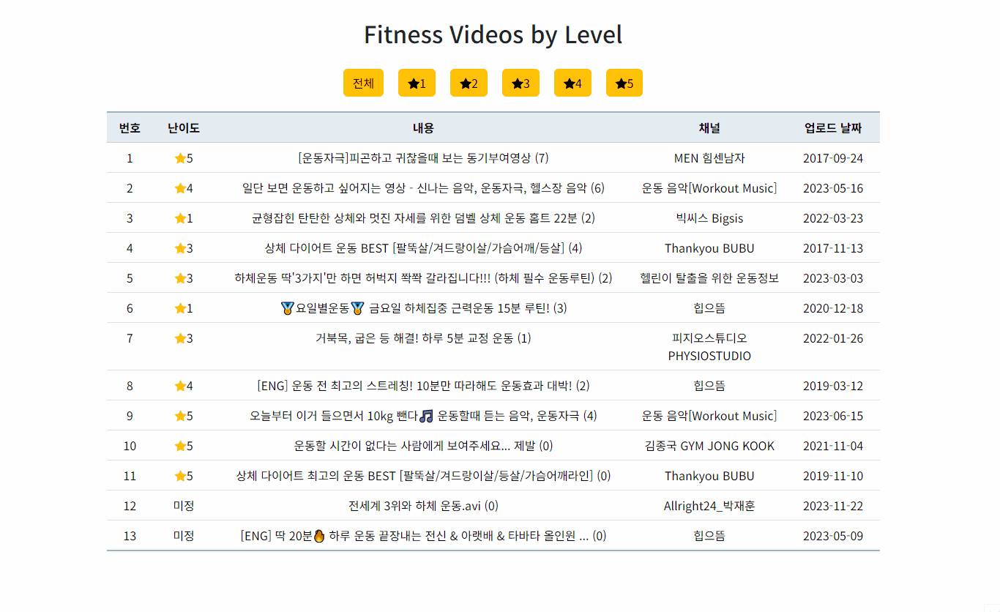 Fitness Videos by Level
전체 ★1 ★2 ★3 ★4 ★5
번호 난이도 내용 채널 업로드 날짜
1 ★5 [운동자극]피곤하고 귀찮을때 보는 동기부여영상 (7) MEN 힘센남자 2017-09-24
2 ★4 일단 보면 운동하고 싶어지는 영상 - 신나는 음악, 운동자극, 헬스장 음악 (6) 운동 음악[Workout Music] 2023-05-16
3 ★1 균형잡힌 탄탄한 상체와 멋진 자세를 위한 덤벨 상체 운동 홈트 22분 (2) 빅씨스 Bigsis 2022-03-23
4 ★3 상체 다이어트 운동 BEST [팔뚝살/겨드랑이살/가슴어깨/등살] (4) Thankyou BUBU 2017-11-13
5 ★3 하체운동 딱'3가지'만 하면 허벅지 쫙쫙 갈라집니다!!! (하체 필수 운동루틴) (2) 헬린이 탈출을 위한 운동정보 2023-03-03
6 ★1 🏅요일별운동🏅 금요일 하체집중 근력운동 15분 루틴! (3) 힙으뜸 2020-12-18
7 ★3 거북목, 굽은 등 해결! 하루 5분 교정 운동 (1) 피지오스튜디오 2022-01-26
PHYSIOSTUDIO
8 ★4 [ENG] 운동 전 최고의 스트레칭! 10분만 따라해도 운동효과 대박! (2) 힙으뜸 2019-03-12
9 ★5 오늘부터 이거 들으면서 10kg 뺀다🎵 운동할때 듣는 음악, 운동자극 (4) 운동 음악[Workout Music] 2023-06-15
10 ★5 운동할 시간이 없다는 사람에게 보여주세요... 제발 (0) 김종국 GYM JONG KOOK 2021-11-04
11 ★5 상체 다이어트 최고의 운동 BEST [팔뚝살/겨드랑이살/등살/가슴어깨라인] (0) Thankyou BUBU 2019-11-10
12 미정 전세계 3위와 하체 운동.avi (0) Allright24_박재훈 2023-11-22
13 미정 [ENG] 딱 20분🔥 하루 운동 끝장내는 전신 & 아랫배 & 타바타 올인원 ... (0) 힙으뜸 2023-05-09